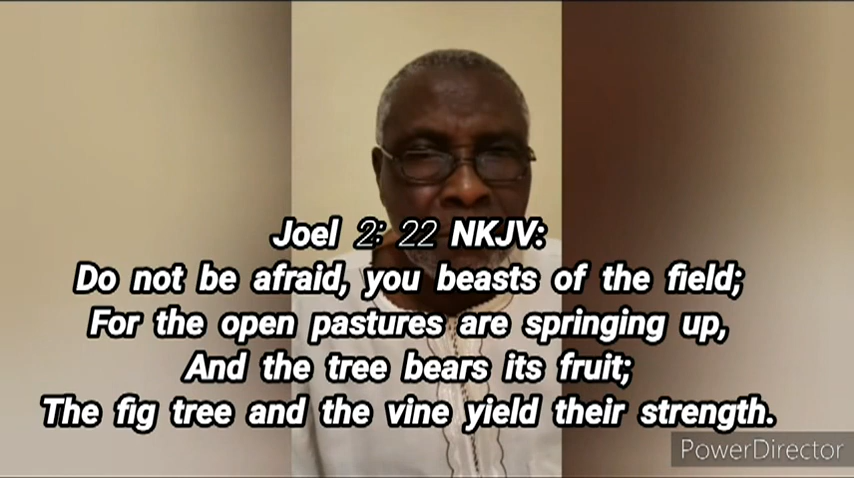 Joel 2: 22 NKJV:
Do not be afraid, you beasts of the field;
For the open pastures are springing up,
And the tree bears its fruit;
The fig tree and the vine yield their strength.
PowerDirector